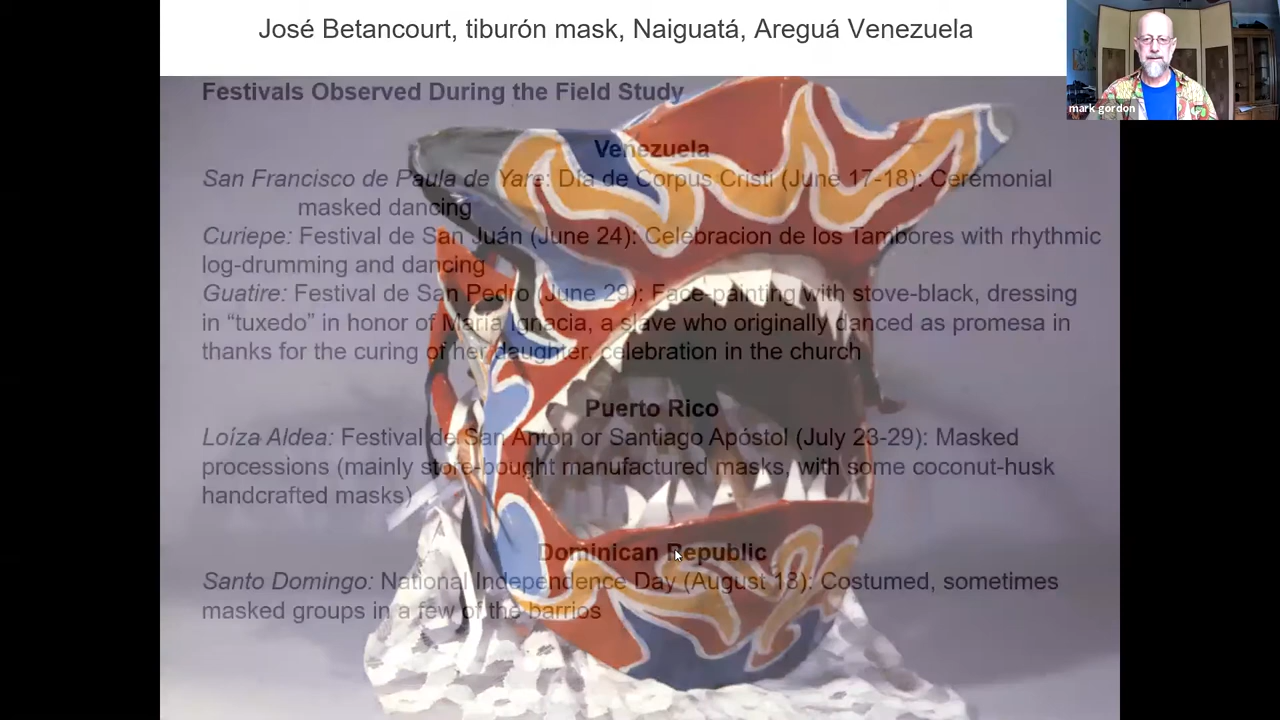 José Betancourt, tiburón mask, Naiguatá, Areguá Venezuela
mark gordon
Festivals Observed During the Field Study
Venezuela
San Francisco de Paula de Yare: Día de Corpus Cristi (June 17-18): Ceremonial
masked dancing
Curiepe: Festival de San Juán (June 24): Celebracion de los Tambores with rhythmic
log-drumming and dancing
Guatire: Festival de San Pedro (June 29): Face-painting with stove-black, dressing
in “tuxedo” in honor of María Ignacia, a slave who originally danced as promesa in
thanks for the curing of her daughter, celebration in the church
Puerto Rico
Loíza Aldea: Festival de San Antón or Santiago Apóstol (July 23-29): Masked
processions (mainly store-bought manufactured masks, with some coconut-husk
handcrafted masks)
Dominican Republic
Santo Domingo: National Independence Day (August 18): Costumed, sometimes
masked groups in a few of the barrios